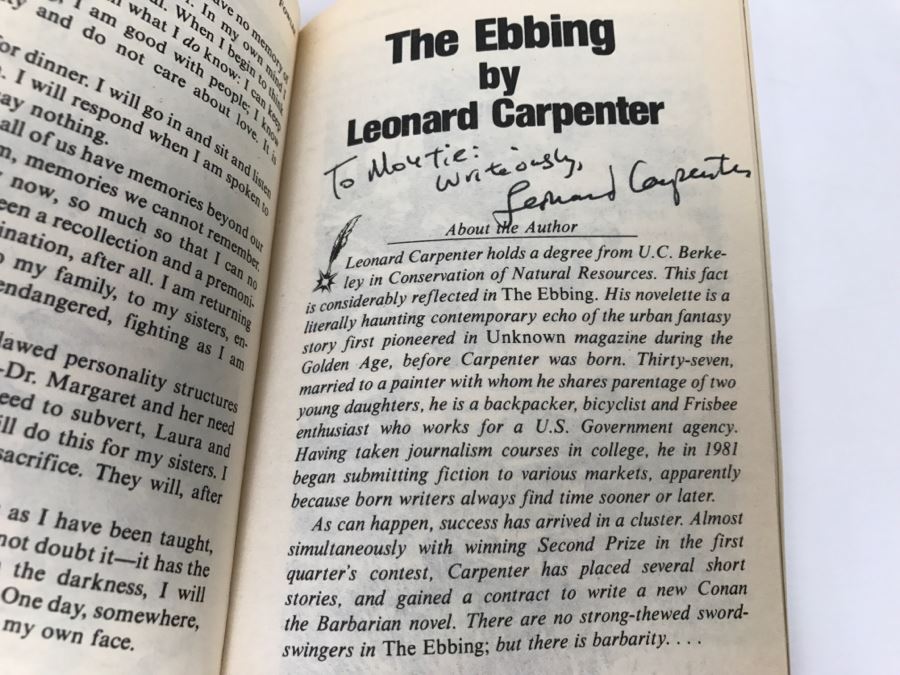 Fowler
ve no memory of
In my own mind I
When I begin to think
what I do know: I can keep
I am good with people; I know
and do not care about love. It is
for dinner. I will go in and sit and listen
I will respond when I am spoken to
ay nothing.
all of us have memories beyond our
m, memories we cannot remember.
now, so much so that I can no
een a recollection and a premoni-
ination, after all. I am returning
o my family, to my sisters, en-
endangered, fighting as I am
lawed personality structures
-Dr. Margaret and her need
eed to subvert, Laura and
ill do this for my sisters. I
sacrifice. They will, after
as I have been taught,
not doubt it—it has the
the darkness, I will
One day, somewhere,
my own face.
The Ebbing
by
Leonard Carpenter
To Montie:
Writeiously,
Leonard Carpenter
About the Author
Leonard Carpenter holds a degree from U.C. Berke-
ley in Conservation of Natural Resources. This fact
is considerably reflected in The Ebbing. His novelette is a
literally haunting contemporary echo of the urban fantasy
story first pioneered in Unknown magazine during the
Golden Age, before Carpenter was born. Thirty-seven,
married to a painter with whom he shares parentage of two
young daughters, he is a backpacker, bicyclist and Frisbee
enthusiast who works for a U.S. Government agency.
Having taken journalism courses in college, he in 1981
began submitting fiction to various markets, apparently
because born writers always find time sooner or later.
As can happen, success has arrived in a cluster. Almost
simultaneously with winning Second Prize in the first
quarter's contest, Carpenter has placed several short
stories, and gained a contract to write a new Conan
the Barbarian novel. There are no strong-thewed sword-
swingers in The Ebbing; but there is barbarity. . . .